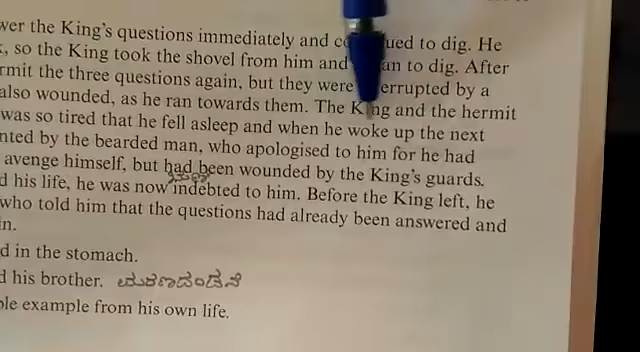 wer the King's questions immediately and ued to dig. He
, so the King took the shovel from him and an to dig. After
rmit the three questions again, but they were errupted by a
also wounded, as he ran towards them. The King and the hermit
was so tired that he fell asleep and when he woke up the next
nted by the bearded man, who apologised to him for he had
avenge himself, but had been wounded by the King's guards.
d his life, he was now indebted to him. Before the King left, he
who told him that the questions had already been answered and
in.
d in the stomach.
d his brother. ಮರಣದಂಡನೆ
ple example from his own life.